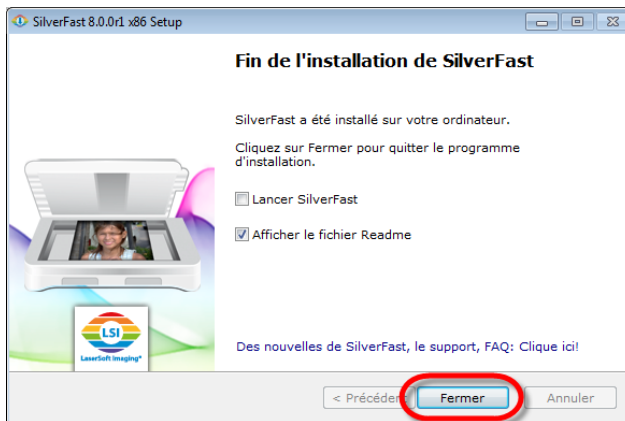 SilverFast 8.0.0r1 x86 Setup
Fin de l'installation de SilverFast
SilverFast a été installé sur votre ordinateur.
Cliquez sur Fermer pour quitter le programme
d'installation.
Lancer SilverFast
Afficher le fichier Readme
LSI
LaserSoft Imaging®
Des nouvelles de SilverFast, le support, FAQ: Clique ici!
< Précédent
Fermer
Annuler